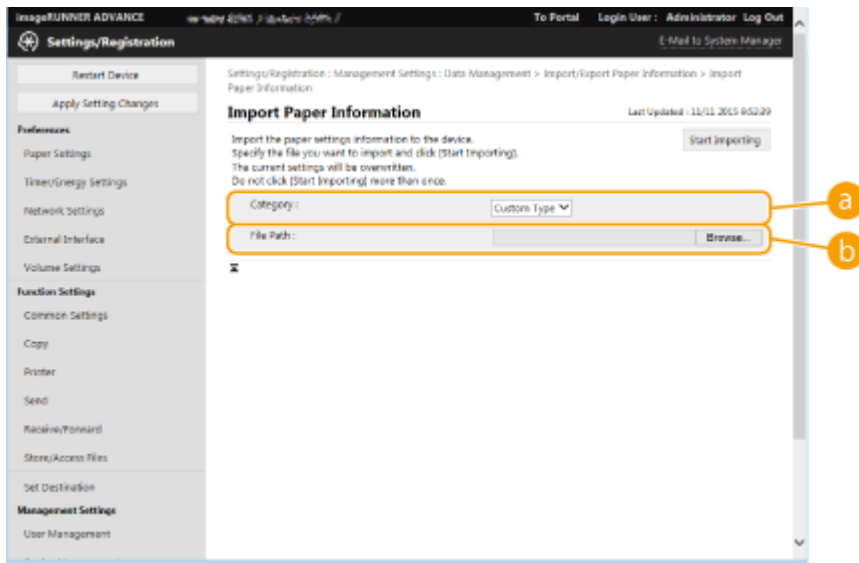 imageRUNNER ADVANCE
To Portal Login User : Administrator Log Out
Settings/Registration
E-Mail to System Manager
Restart Device
Apply Setting Changes
Preferences
Paper Settings
Timer/Energy Settings
Network Settings
External Interface
Volume Settings
Function Settings
Common Settings
Copy
Printer
Send
Receive/Forward
Store/Access Files
Set Destination
Management Settings
User Management
Settings/Registration : Management Settings : Data Management > Import/Export Paper Information > Import
Paper Information
Import Paper Information
Last Updated : 11/11 2015 9:52:39
Import the paper settings information to the device.
Specify the file you want to import and click [Start Importing].
The current settings will be overwritten.
Do not click [Start Importing] more than once.
Start Importing
Category :
Custom Type
a
File Path :
Browse...
b